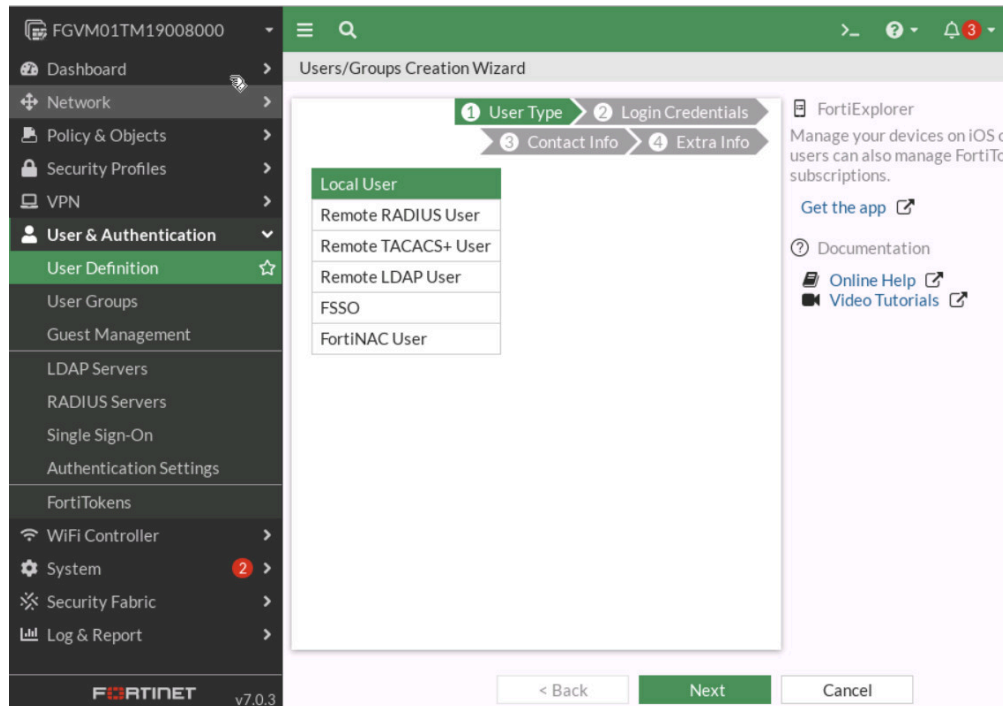 FGVM01TM19008000
3
Dashboard
Network
Policy & Objects
Security Profiles
VPN
User & Authentication
User Definition
User Groups
Guest Management
LDAP Servers
RADIUS Servers
Single Sign-On
Authentication Settings
FortiTokens
WiFi Controller
System 2
Security Fabric
Log & Report
FORTINET v7.0.3
Users/Groups Creation Wizard
1 User Type 2 Login Credentials
3 Contact Info 4 Extra Info
Local User
Remote RADIUS User
Remote TACACS+ User
Remote LDAP User
FSSO
FortiNAC User
< Back Next Cancel
FortiExplorer
Manage your devices on iOS
users can also manage FortiTo
subscriptions.
Get the app
Documentation
Online Help
Video Tutorials